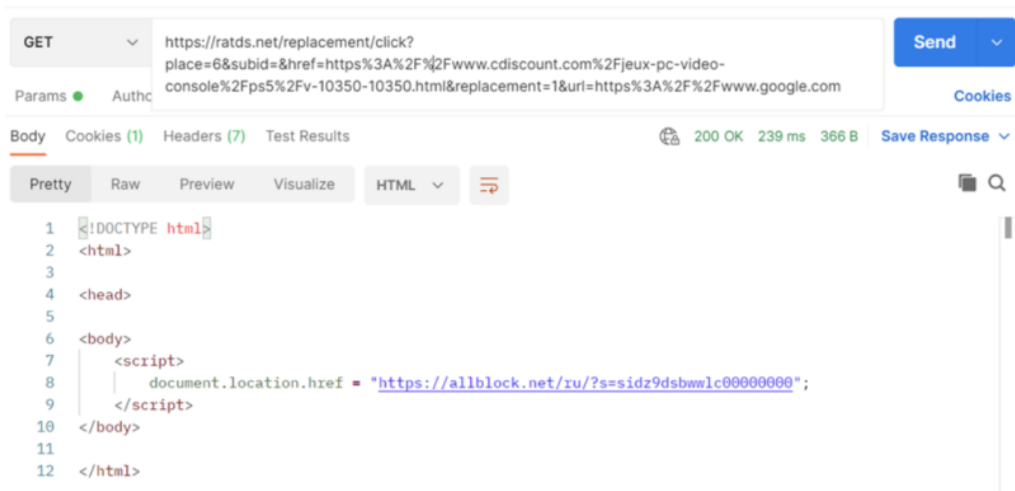 GET
https://ratds.net/replacement/click?
Send
place=6&subid=&href=https%3A%2F%2Fwww.cdiscount.com%2Fjeux-pc-video-
console%2Fps5%2Fv-10350-10350.html&replacement=1&url=https%3A%2F%2Fwww.google.com
Params
Autho
Cookies
Body Cookies (1) Headers (7) Test Results
200 OK 239 ms 366 B Save Response
Pretty Raw Preview Visualize HTML
1 <!DOCTYPE html>
2 <html>
3
4 <head>
5
6 <body>
7 <script>
8 document.location.href = "https://allblock.net/ru/?s=sidz9dsbwwlc00000000";
9 </script>
10 </body>
11
12 </html>